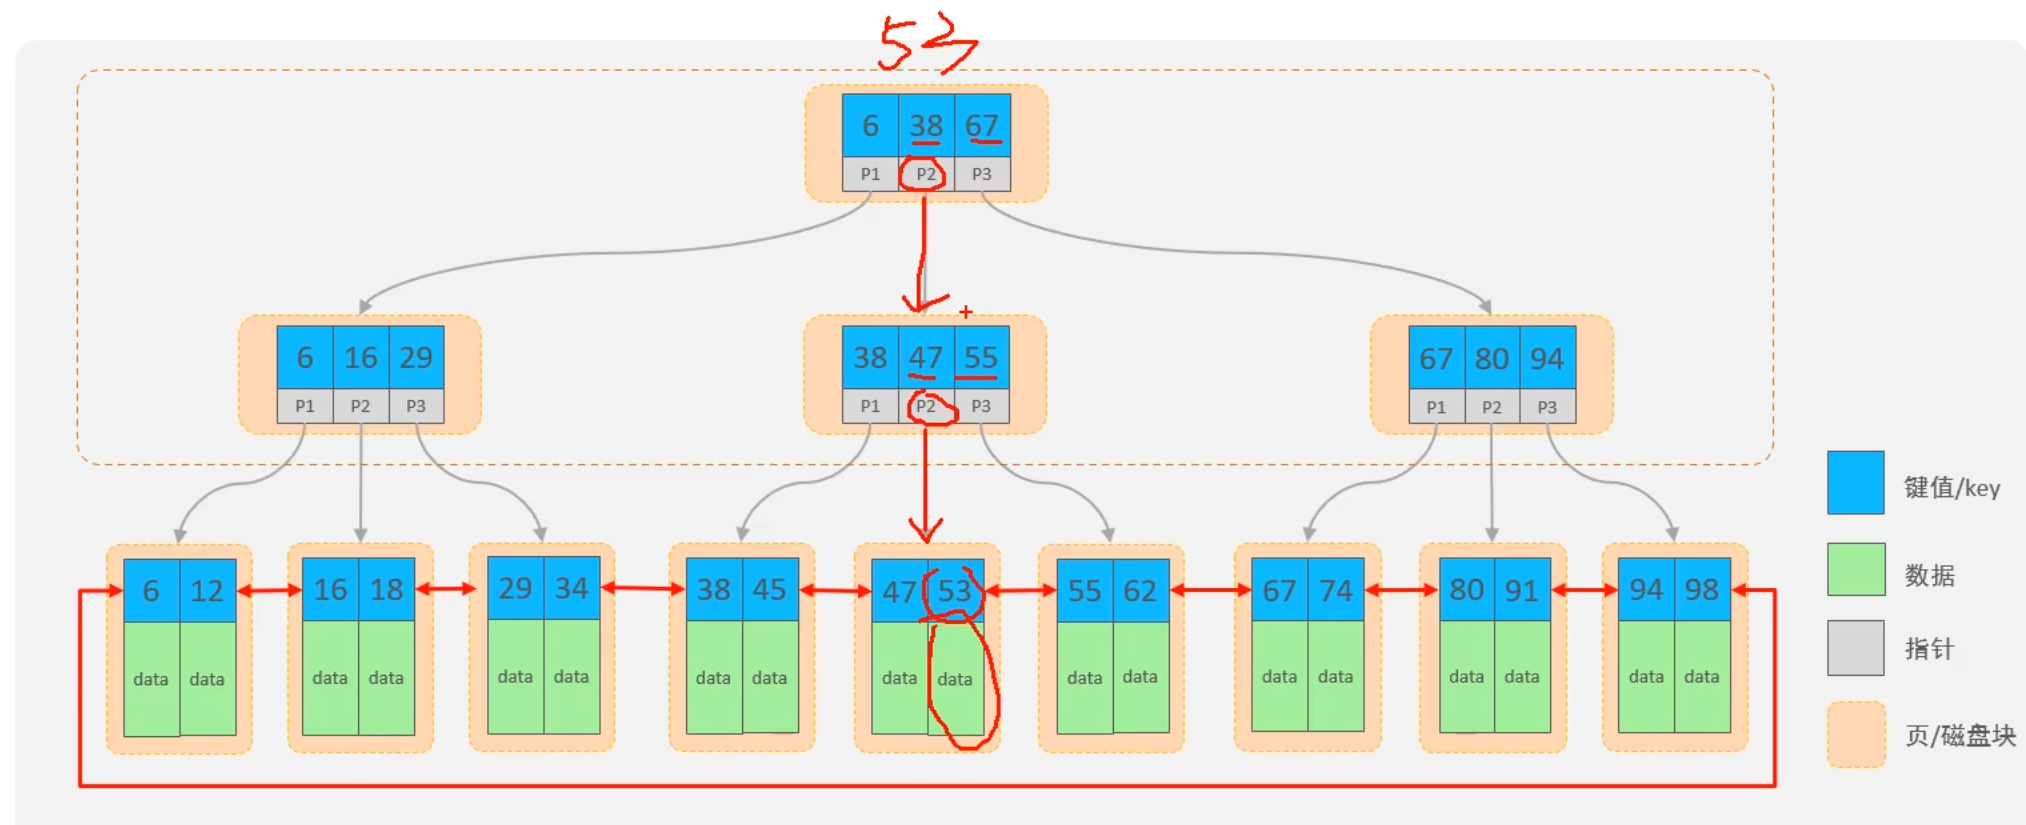 53
6 38 67
P1 P2 P3
6 16 29
P1 P2 P3
38 47 55
P1 P2 P3
67 80 94
P1 P2 P3
6 12
data data
16 18
data data
29 34
data data
38 45
data data
47 53
data data
55 62
data data
67 74
data data
80 91
data data
94 98
data data
键值/key
数据
指针
页/磁盘块